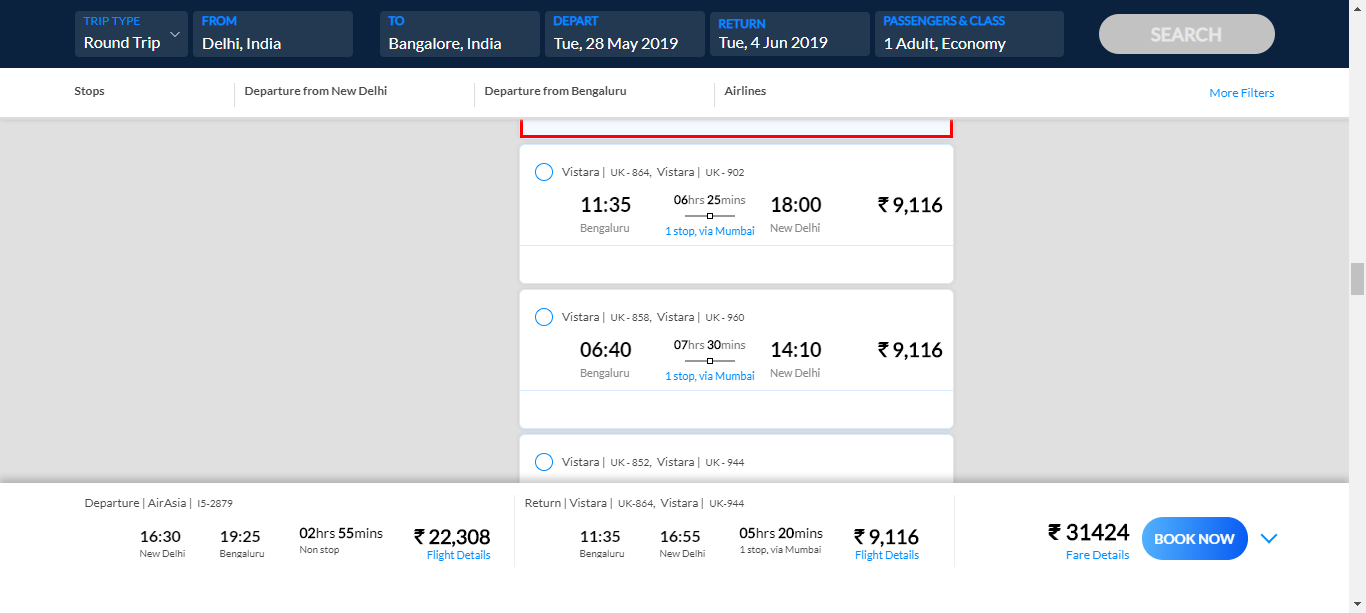 TRIP TYPE
Round Trip
FROM
Delhi, India
TO
Bangalore, India
DEPART
Tue, 28 May 2019
RETURN
Tue, 4 Jun 2019
PASSENGERS & CLASS
1 Adult, Economy
SEARCH
Stops
Departure from New Delhi
Departure from Bengaluru
Airlines
More Filters
Vistara | UK - 864, Vistara | UK - 902
11:35 06hrs 25mins 18:00 ₹ 9,116
Bengaluru 1 stop, via Mumbai New Delhi
Vistara | UK - 858, Vistara | UK - 960
06:40 07hrs 30mins 14:10 ₹ 9,116
Bengaluru 1 stop, via Mumbai New Delhi
Vistara | UK - 852, Vistara | UK - 944
Departure | AirAsia | I5-2879
16:30 19:25 02hrs 55mins ₹ 22,308
New Delhi Bengaluru Non stop Flight Details
Return | Vistara | UK-864, Vistara | UK-944
11:35 16:55 05hrs 20mins ₹ 9,116
Bengaluru New Delhi 1 stop, via Mumbai Flight Details
₹ 31424
Fare Details
BOOK NOW